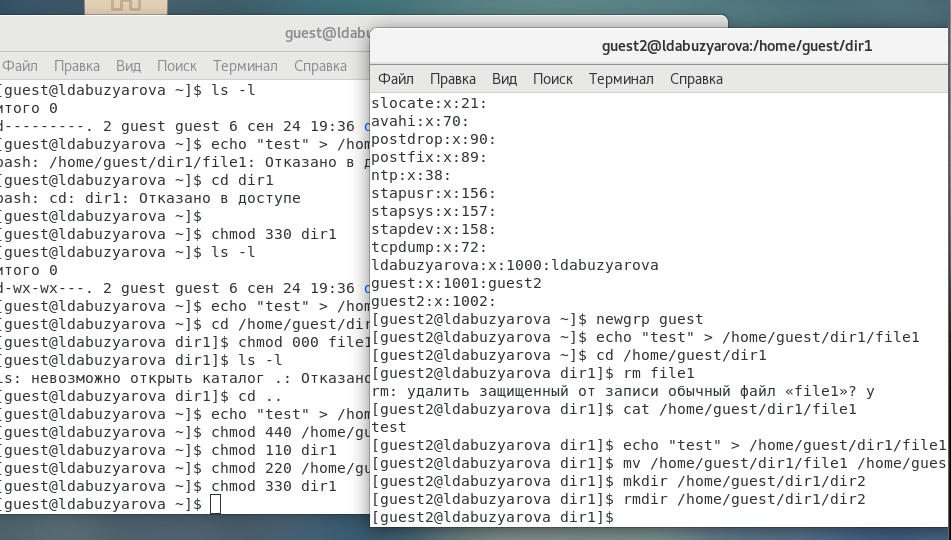 guest@ldabu
Файл Правка Вид Поиск Терминал Справка
[guest@ldabuzyarova ~]$ ls -l
итого 0
d---------. 2 guest guest 6 сен 24 19:36
[guest@ldabuzyarova ~]$ echo "test" > /hom
bash: /home/guest/dir1/file1: Отказано в д
[guest@ldabuzyarova ~]$ cd dir1
bash: cd: dir1: Отказано в доступе
[guest@ldabuzyarova ~]$
[guest@ldabuzyarova ~]$ chmod 330 dir1
[guest@ldabuzyarova ~]$ ls -l
итого 0
d-wx-wx---. 2 guest guest 6 сен 24 19:36
[guest@ldabuzyarova ~]$ echo "test" > /hom
[guest@ldabuzyarova ~]$ cd /home/guest/dir
[guest@ldabuzyarova dir1]$ chmod 000 file1
[guest@ldabuzyarova dir1]$ ls -l
ls: невозможно открыть каталог .: Отказано
[guest@ldabuzyarova dir1]$ cd ..
[guest@ldabuzyarova ~]$ echo "test" > /hom
[guest@ldabuzyarova ~]$ chmod 440 /home/gu
[guest@ldabuzyarova ~]$ chmod 110 dir1
[guest@ldabuzyarova ~]$ chmod 220 /home/gu
[guest@ldabuzyarova ~]$ chmod 330 dir1
[guest@ldabuzyarova ~]$
guest2@ldabuzyarova:/home/guest/dir1
Файл Правка Вид Поиск Терминал Справка
slocate:x:21:
avahi:x:70:
postdrop:x:90:
postfix:x:89:
ntp:x:38:
stapusr:x:156:
stapsys:x:157:
stapdev:x:158:
tcpdump:x:72:
ldabuzyarova:x:1000:ldabuzyarova
guest:x:1001:guest2
guest2:x:1002:
[guest2@ldabuzyarova ~]$ newgrp guest
[guest2@ldabuzyarova ~]$ echo "test" > /home/guest/dir1/file1
[guest2@ldabuzyarova ~]$ cd /home/guest/dir1
[guest2@ldabuzyarova dir1]$ rm file1
rm: удалить защищенный от записи обычный файл «file1»? y
[guest2@ldabuzyarova dir1]$ cat /home/guest/dir1/file1
test
[guest2@ldabuzyarova dir1]$ echo "test" > /home/guest/dir1/file1
[guest2@ldabuzyarova dir1]$ mv /home/guest/dir1/file1 /home/gues
[guest2@ldabuzyarova dir1]$ mkdir /home/guest/dir1/dir2
[guest2@ldabuzyarova dir1]$ rmdir /home/guest/dir1/dir2
[guest2@ldabuzyarova dir1]$